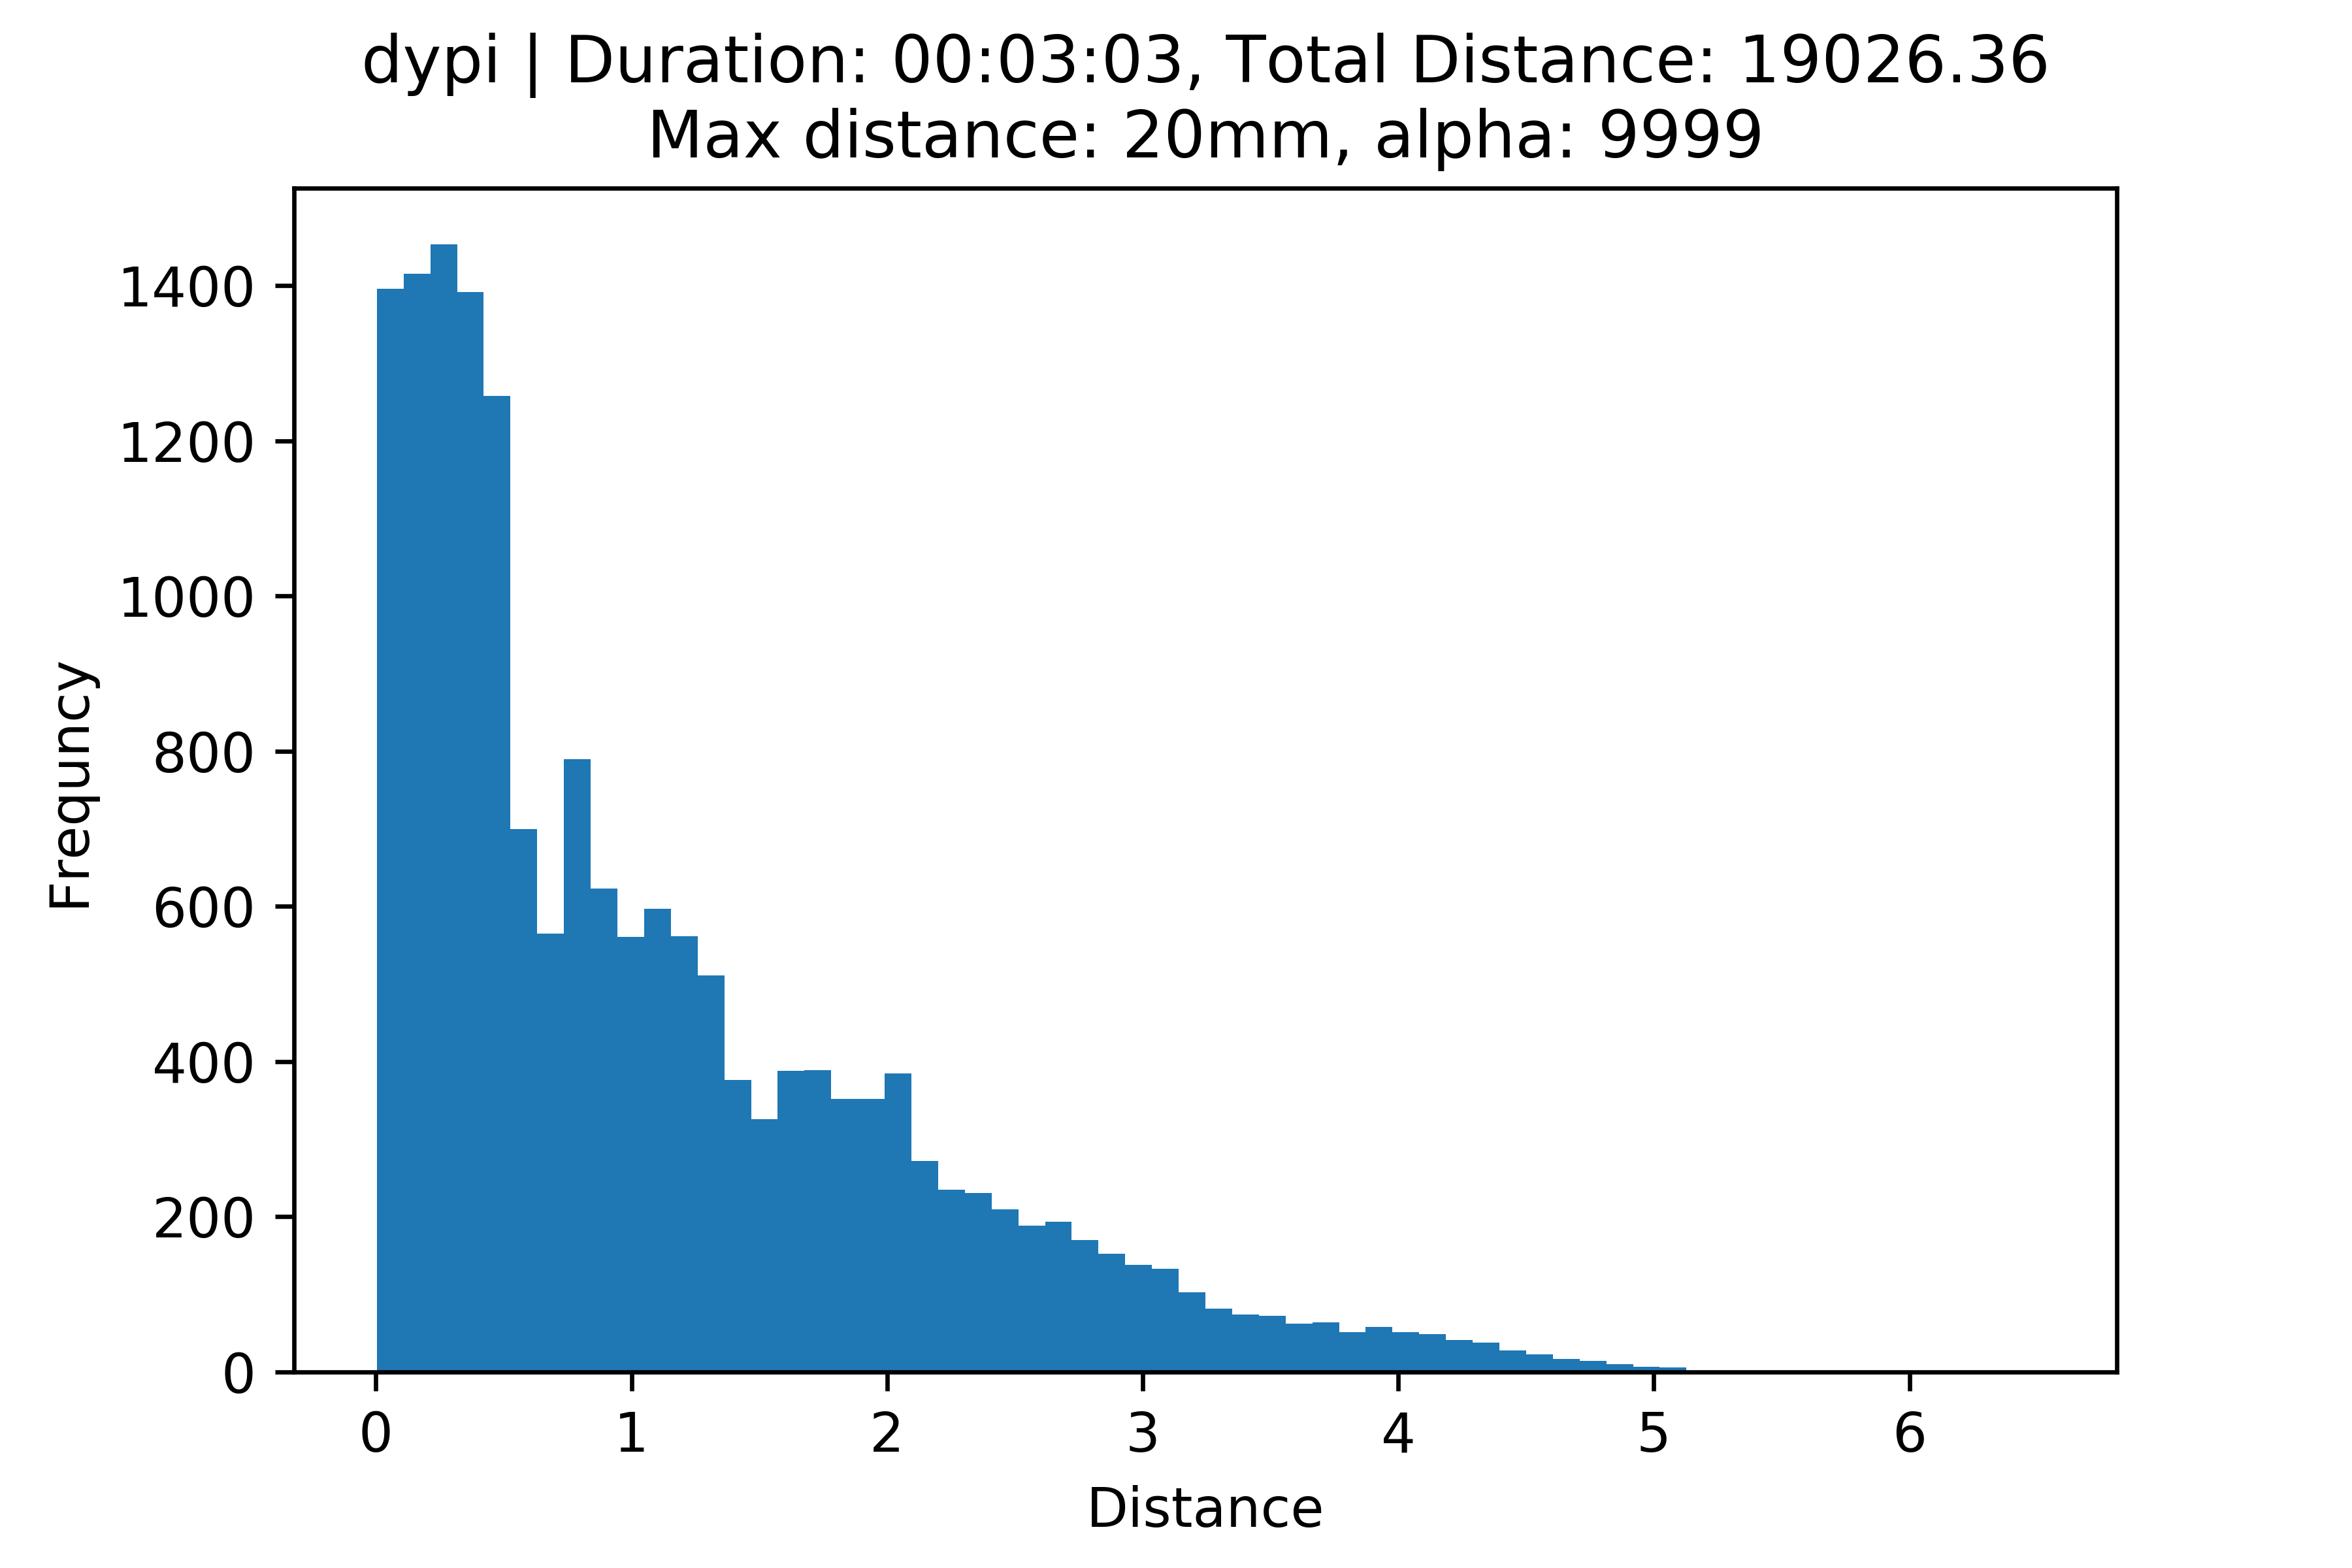 dypi | Duration: 00:03:03, Total Distance: 19026.36
Max distance: 20mm, alpha: 9999
1400
1200
1000
800
600
400
200
0
Frequncy
0 1 2 3 4 5 6
Distance